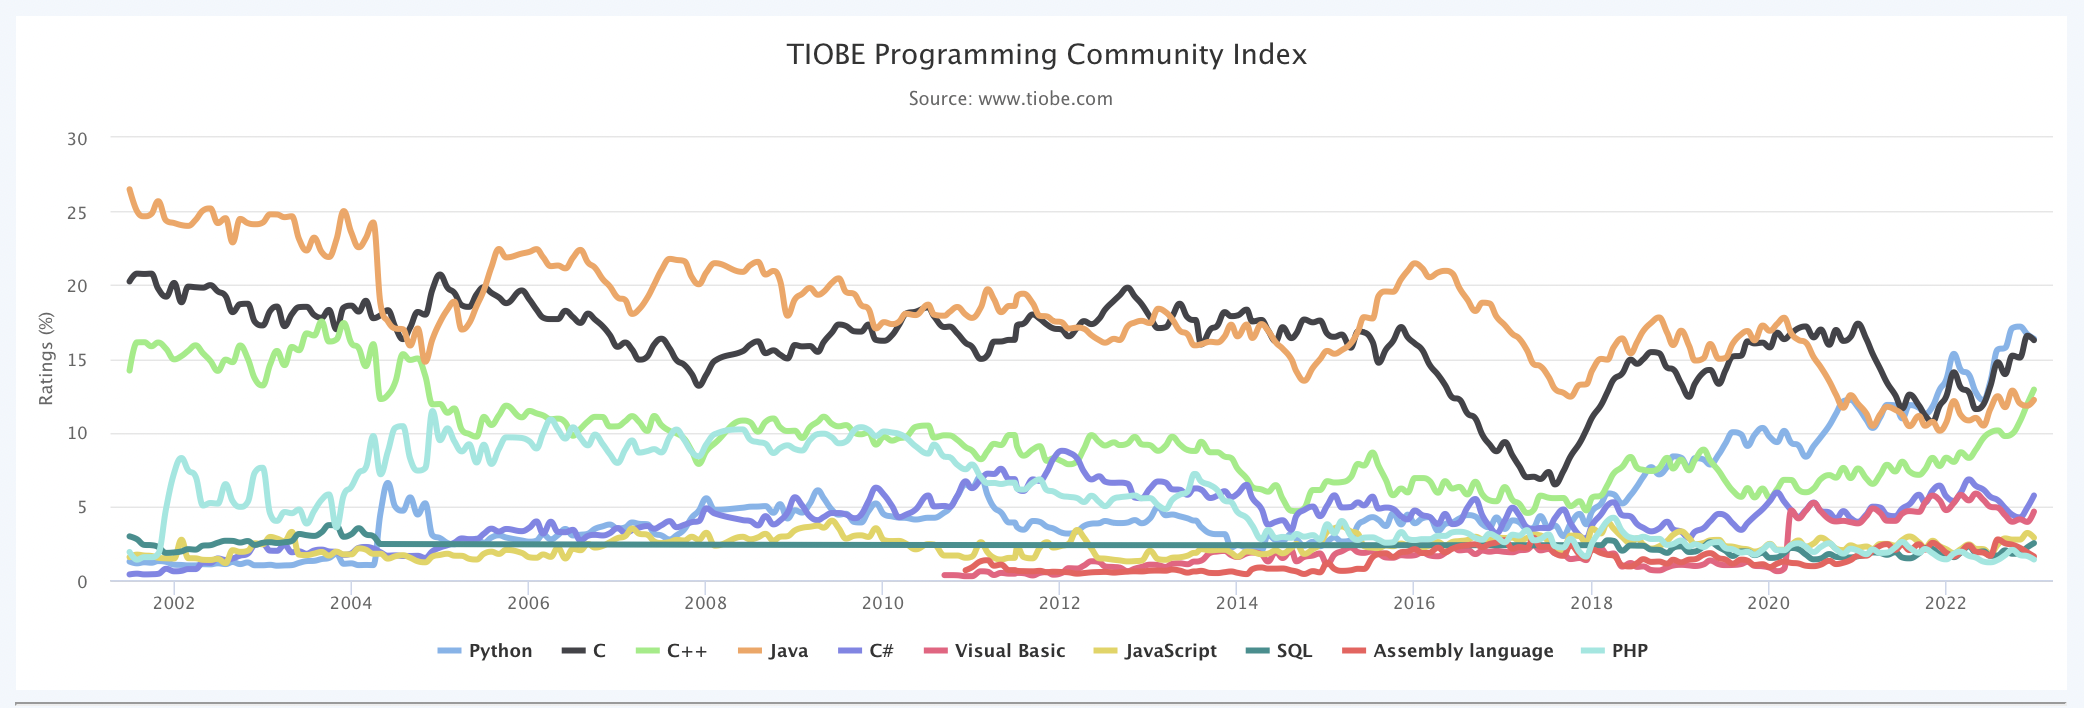 TIOBE Programming Community Index
Source: www.tiobe.com
Ratings (%)
30
25
20
15
10
5
0
2002 2004 2006 2008 2010 2012 2014 2016 2018 2020 2022
Python C C++ Java C# Visual Basic JavaScript SQL Assembly language PHP